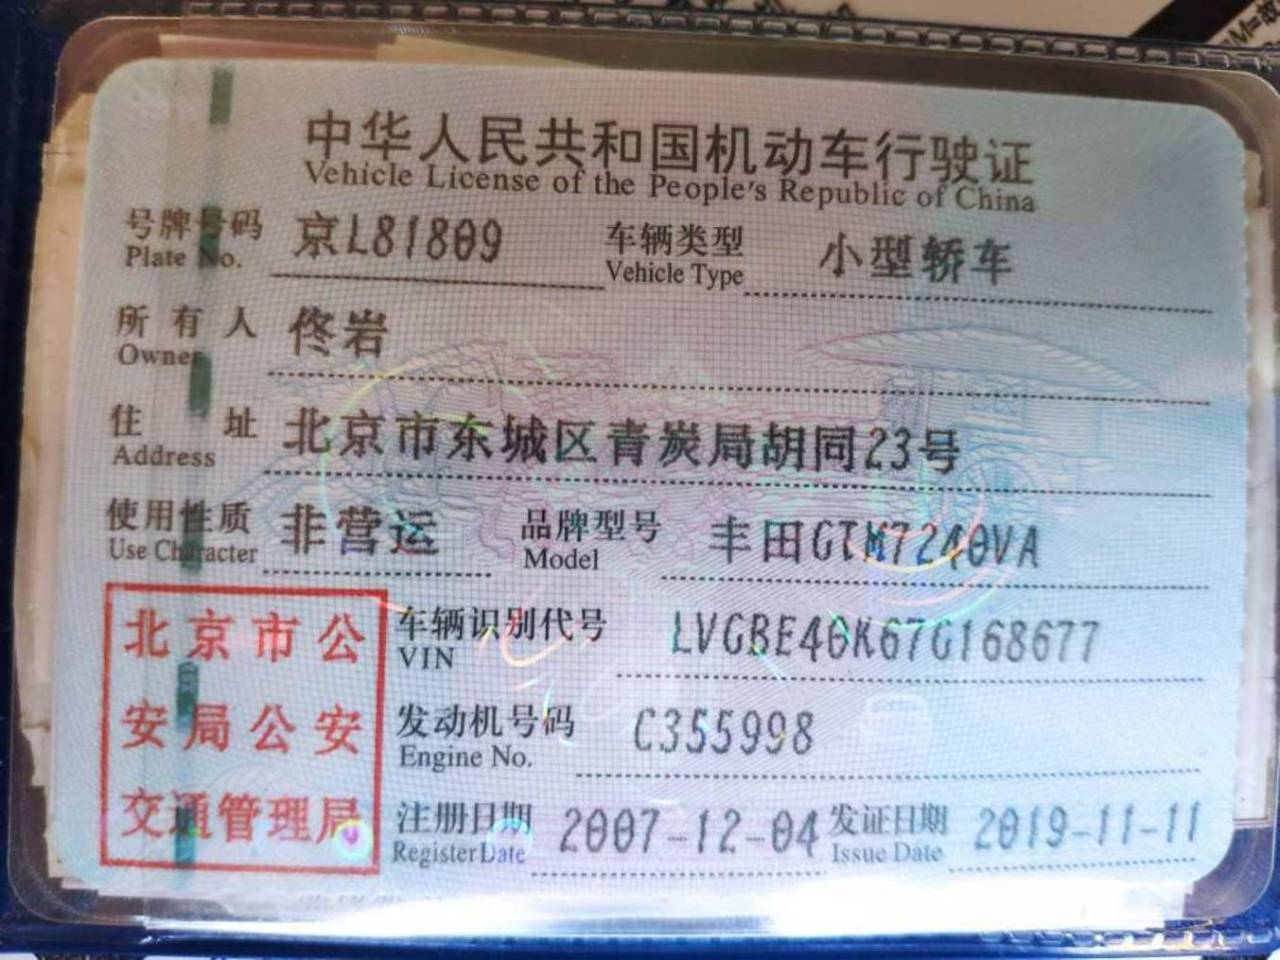 中华人民共和国机动车行驶证
Vehicle License of the People's Republic of China
号牌号码 京L81809 车辆类型 小型轿车
Plate No. Vehicle Type
所有人 佟岩
Owner
住址 北京市东城区青炭局胡同23号
Address
使用性质 非营运 品牌型号 丰田GTM7240VA
Use Character Model
车辆识别代号 LVGBE40K67G168677
VIN
发动机号码 C355998
Engine No.
注册日期 2007-12-04 发证日期 2019-11-11
Register Date Issue Date
北京市公
安局公安
交通管理局